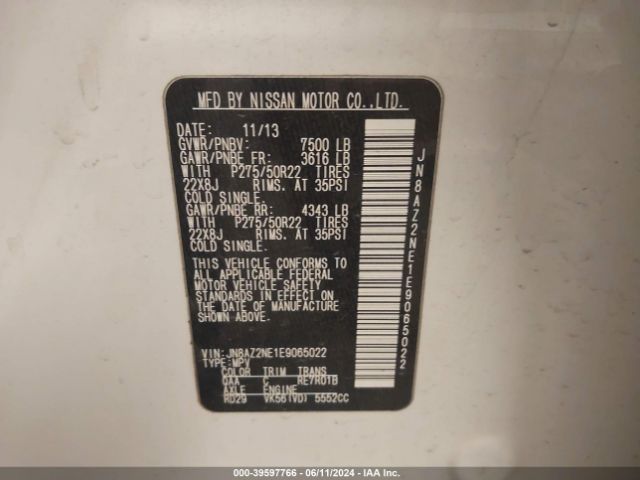 MFD BY NISSAN MOTOR CO.,LTD.
DATE: 11/13
GVWR/PNBV: 7500 LB
GAWR/PNBE FR: 3616 LB
WITH P275/50R22 TIRES
22X8J RIMS. AT 35PSI
COLD SINGLE.
GAWR/PNBE RR: 4343 LB
WITH P275/50R22 TIRES
22X8J RIMS. AT 35PSI
COLD SINGLE.
THIS VEHICLE CONFORMS TO
ALL APPLICABLE FEDERAL
MOTOR VEHICLE SAFETY
STANDARDS IN EFFECT ON
THE DATE OF MANUFACTURE
SHOWN ABOVE.
VIN: JN8AZ2NE1E9065022
TYPE: MPV
COLOR TRIM TRANS
QAA C RE7R01B
AXLE ENGINE
RD29 VK56(VD) 5552CC
JN8AZ2NE1E9065022
000-39597766 - 06/11/2024 - IAA Inc.